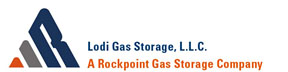 Lodi Gas Storage, L.L.C.
A Rockpoint Gas Storage Company